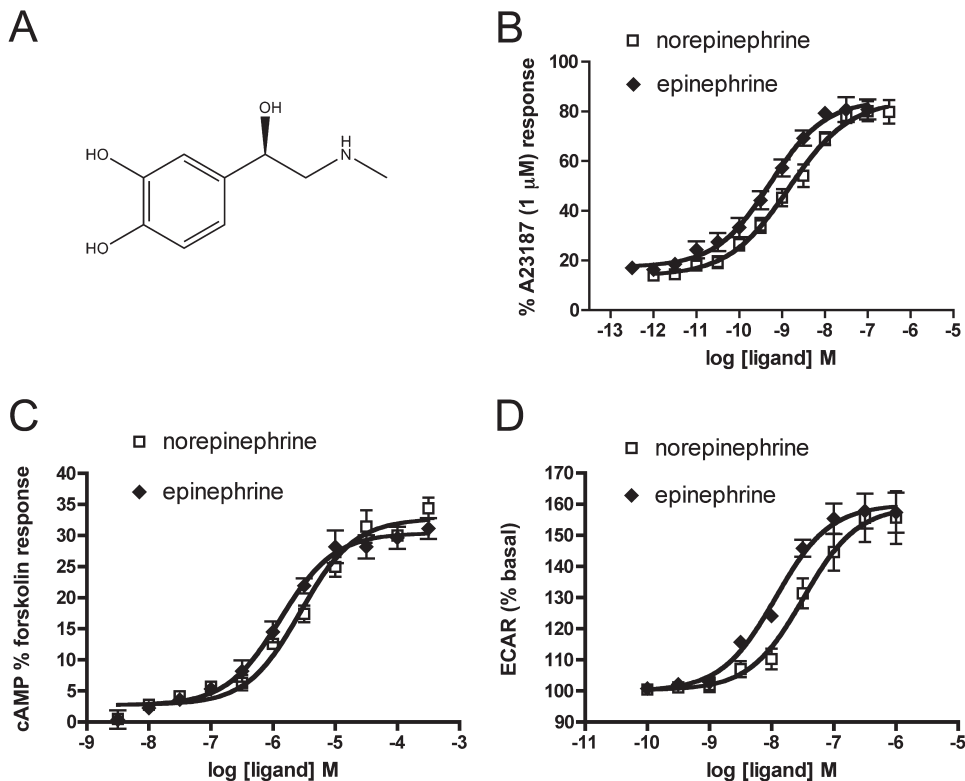 A
OH
H
N
HO
HO
B
norepinephrine
epinephrine
% A23187 (1 μM) response
100
80
60
40
20
0
-13 -12 -11 -10 -9 -8 -7 -6 -5
log [ligand] M
C
norepinephrine
epinephrine
cAMP % forskolin response
40
35
30
25
20
15
10
5
0
-9 -8 -7 -6 -5 -4 -3
log [ligand] M
D
norepinephrine
epinephrine
ECAR (% basal)
170
160
150
140
130
120
110
100
90
-11 -10 -9 -8 -7 -6 -5
log [ligand] M